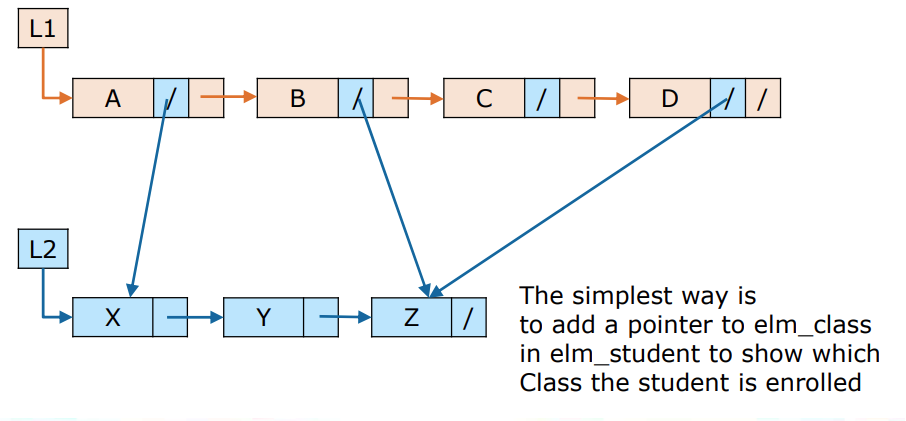 L1
A / B / C / D / /
L2
X Y Z /
The simplest way is
to add a pointer to elm_class
in elm_student to show which
Class the student is enrolled